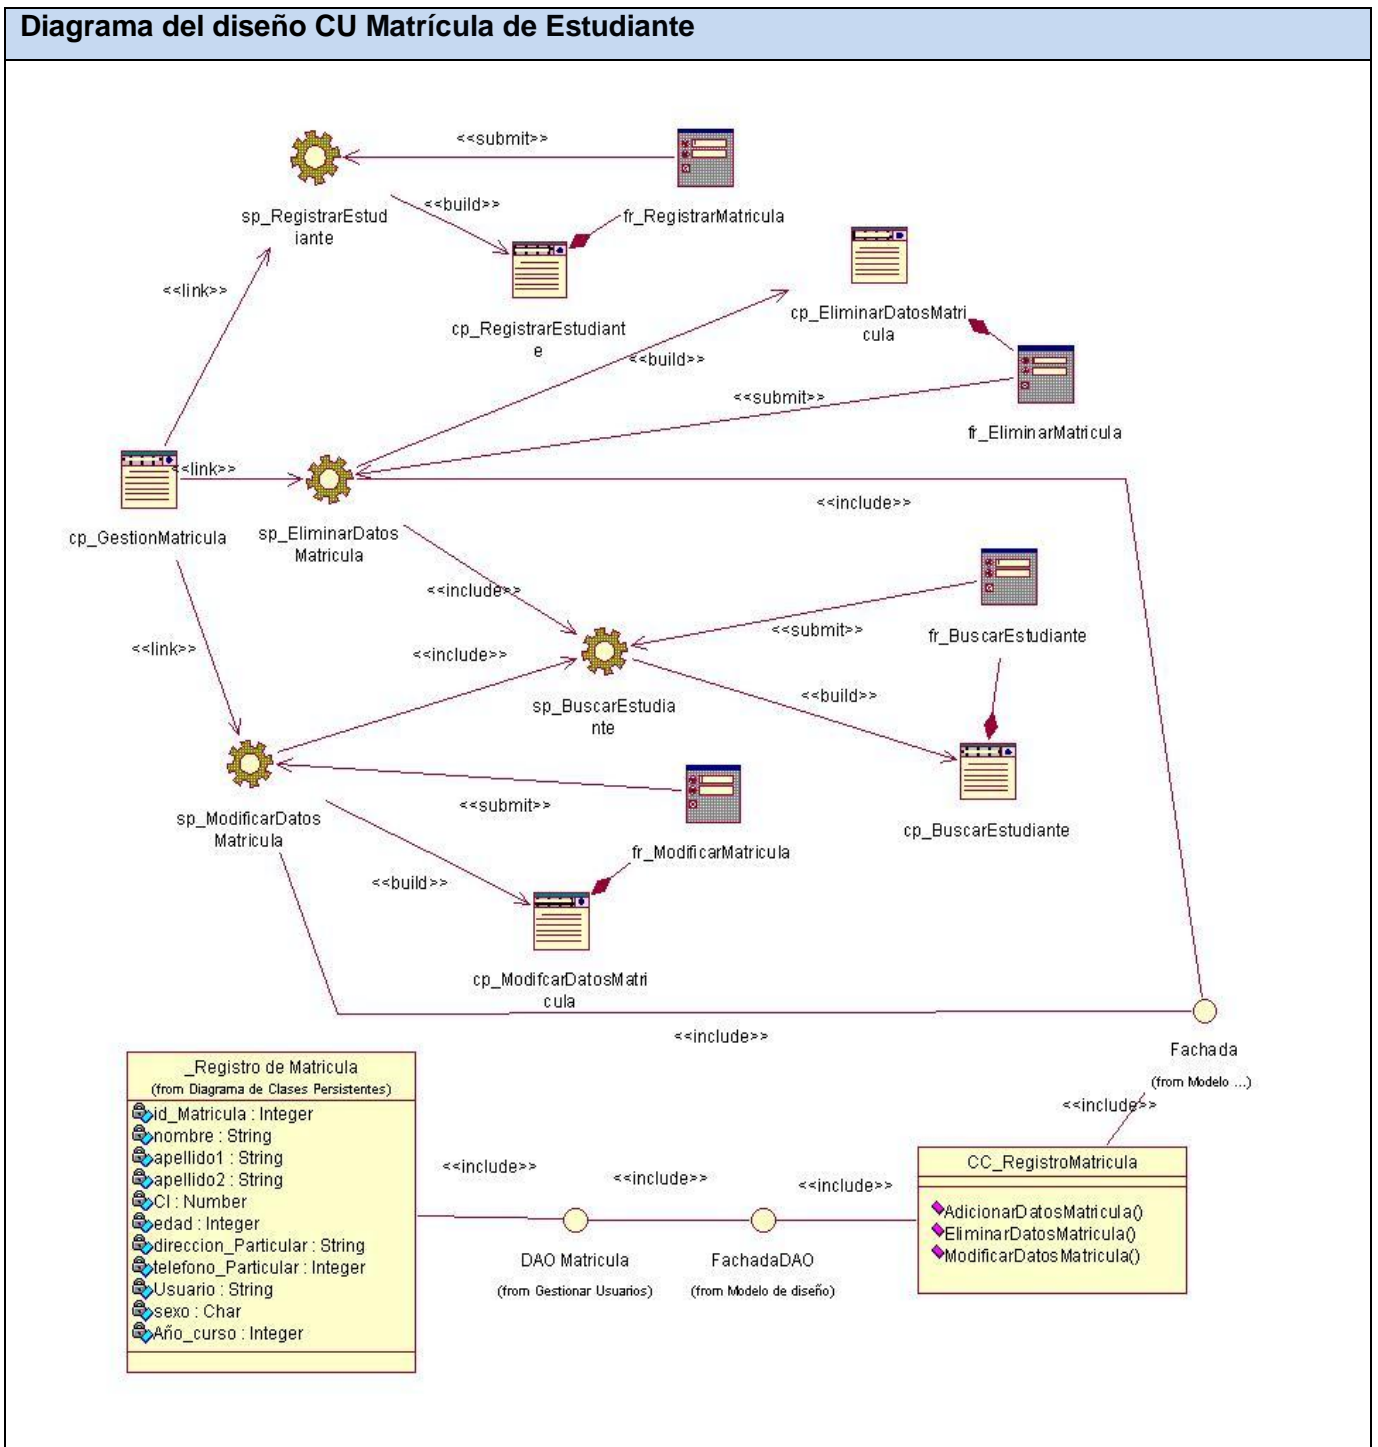 Diagrama del diseño CU Matrícula de Estudiante
<<submit>>
sp_RegistrarEstud
iante
<<build>>
fr_RegistrarMatricula
<<link>>
cp_RegistrarEstudiant
e
cp_EliminarDatosMatri
cula
<<build>>
<<submit>>
fr_EliminarMatricula
<<link>>
<<include>>
cp_GestionMatricula
sp_EliminarDatos
Matricula
<<include>>
<<link>>
<<include>>
<<submit>>
fr_BuscarEstudiante
<<build>>
sp_BuscarEstudia
nte
<<submit>>
sp_ModificarDatos
Matricula
cp_BuscarEstudiante
fr_ModificarMatricula
<<build>>
cp_ModifcarDatosMatri
cula
<<include>>
Fachada
(from Modelo ...)
<<include>>
_Registro de Matricula
(from Diagrama de Clases Persistentes)
id_Matricula : Integer
nombre : String
apellido1 : String
apellido2 : String
CI : Number
edad : Integer
direccion_Particular : String
telefono_Particular : Integer
Usuario : String
sexo : Char
Año_curso : Integer
<<include>>
<<include>>
<<include>>
DAO Matricula
(from Gestionar Usuarios)
FachadaDAO
(from Modelo de diseño)
CC_RegistroMatricula
AdicionarDatosMatricula()
EliminarDatosMatricula()
ModificarDatosMatricula()